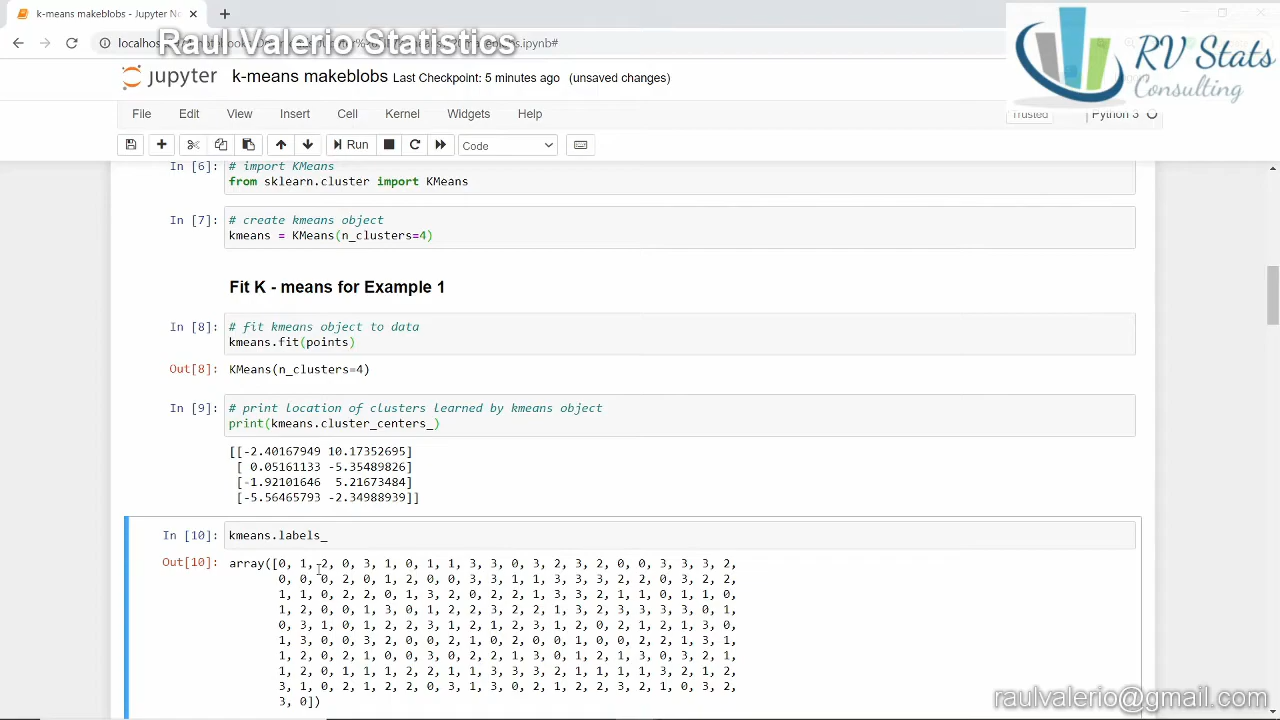 k-means makeblobs - Jupyter No
Raul Valerio Statistics
RV Stats
Consulting
jupyter k-means makeblobs Last Checkpoint: 5 minutes ago (unsaved changes)
File Edit View Insert Cell Kernel Widgets Help
Trusted Python 3
Run Code
In [6]: # import KMeans
from sklearn.cluster import KMeans
In [7]: # create kmeans object
kmeans = KMeans(n_clusters=4)
Fit K - means for Example 1
In [8]: # fit kmeans object to data
kmeans.fit(points)
Out[8]: KMeans(n_clusters=4)
In [9]: # print location of clusters learned by kmeans object
print(kmeans.cluster_centers_)
[[-2.40167949 10.17352695]
[ 0.05161133 -5.35489826]
[-1.92101646 5.21673484]
[-5.56465793 -2.34988939]]
In [10]: kmeans.labels_
Out[10]: array([0, 1, 2, 0, 3, 1, 0, 1, 1, 3, 3, 0, 3, 2, 3, 2, 0, 0, 3, 3, 3, 2,
0, 0, 0, 2, 0, 1, 2, 0, 0, 3, 3, 1, 1, 3, 3, 3, 2, 2, 0, 3, 2, 2,
1, 1, 0, 2, 2, 0, 1, 3, 2, 0, 2, 2, 1, 3, 3, 2, 1, 1, 0, 1, 1, 0,
1, 2, 0, 0, 1, 3, 0, 1, 2, 2, 3, 2, 2, 1, 3, 2, 3, 3, 3, 3, 0, 1,
0, 3, 1, 0, 1, 2, 2, 3, 1, 2, 1, 2, 3, 1, 2, 0, 2, 1, 2, 1, 3, 0,
1, 3, 0, 0, 3, 2, 0, 0, 2, 1, 0, 2, 0, 0, 1, 0, 0, 2, 2, 1, 3, 1,
1, 2, 0, 2, 1, 0, 0, 3, 0, 2, 2, 1, 3, 0, 1, 2, 1, 3, 0, 3, 2, 1,
1, 2, 0, 1, 1, 1, 2, 2, 1, 1, 3, 3, 3, 2, 1, 1, 1, 1, 3, 2, 1, 2,
3, 1, 0, 2, 1, 2, 2, 0, 3, 1, 3, 0, 2, 1, 2, 2, 3, 2, 1, 0, 3, 2,
3, 0])
raulvalerio@gmail.com